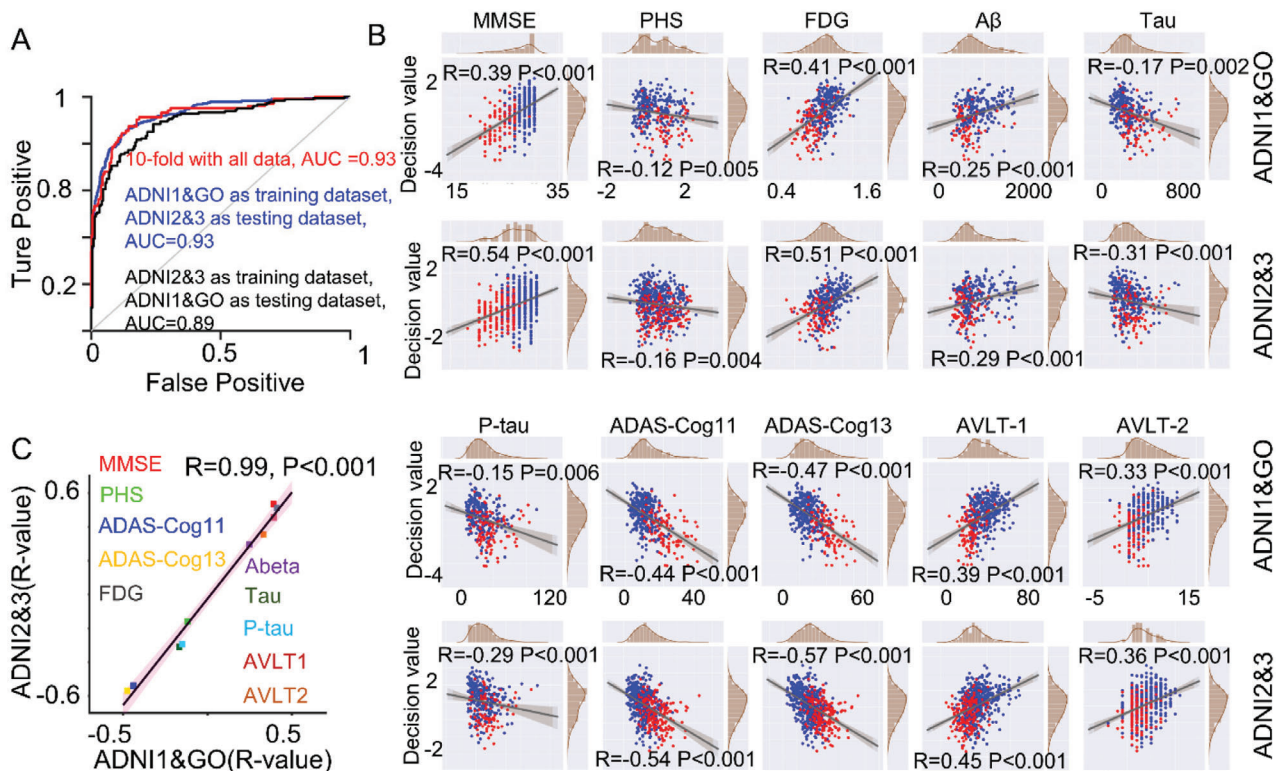 A
1
0.8
0.2
0
0.5
1
Ture Positive
False Positive
10-fold with all data, AUC =0.93
ADNI1&GO as training dataset,
ADNI2&3 as testing dataset,
AUC=0.93
ADNI2&3 as training dataset,
ADNI1&GO as testing dataset,
AUC=0.89
B
MMSE PHS FDG Aβ Tau
Decision value
2
-4
R=0.39 P<0.001
R=-0.12 P=0.005
R=0.41 P<0.001
R=0.25 P<0.001
R=-0.17 P=0.002
15 35 -2 2 0.4 1.6 0 2000 0 800
ADNI1&GO
Decision value
2
-2
R=0.54 P<0.001
R=-0.16 P=0.004
R=0.51 P<0.001
R=0.29 P<0.001
R=-0.31 P<0.001
ADNI2&3
P-tau ADAS-Cog11 ADAS-Cog13 AVLT-1 AVLT-2
Decision value
2
-4
R=-0.15 P=0.006
R=-0.44 P<0.001
R=-0.47 P<0.001
R=0.39 P<0.001
R=0.33 P<0.001
0 120 0 40 0 60 0 80 -5 15
ADNI1&GO
Decision value
2
-2
R=-0.29 P<0.001
R=-0.54 P<0.001
R=-0.57 P<0.001
R=0.45 P<0.001
R=0.36 P<0.001
ADNI2&3
C
R=0.99, P<0.001
MMSE
PHS
ADAS-Cog11
ADAS-Cog13
FDG
Abeta
Tau
P-tau
AVLT1
AVLT2
0.6
-0.6
-0.5
0.5
ADNI2&3(R-value)
ADNI1&GO(R-value)